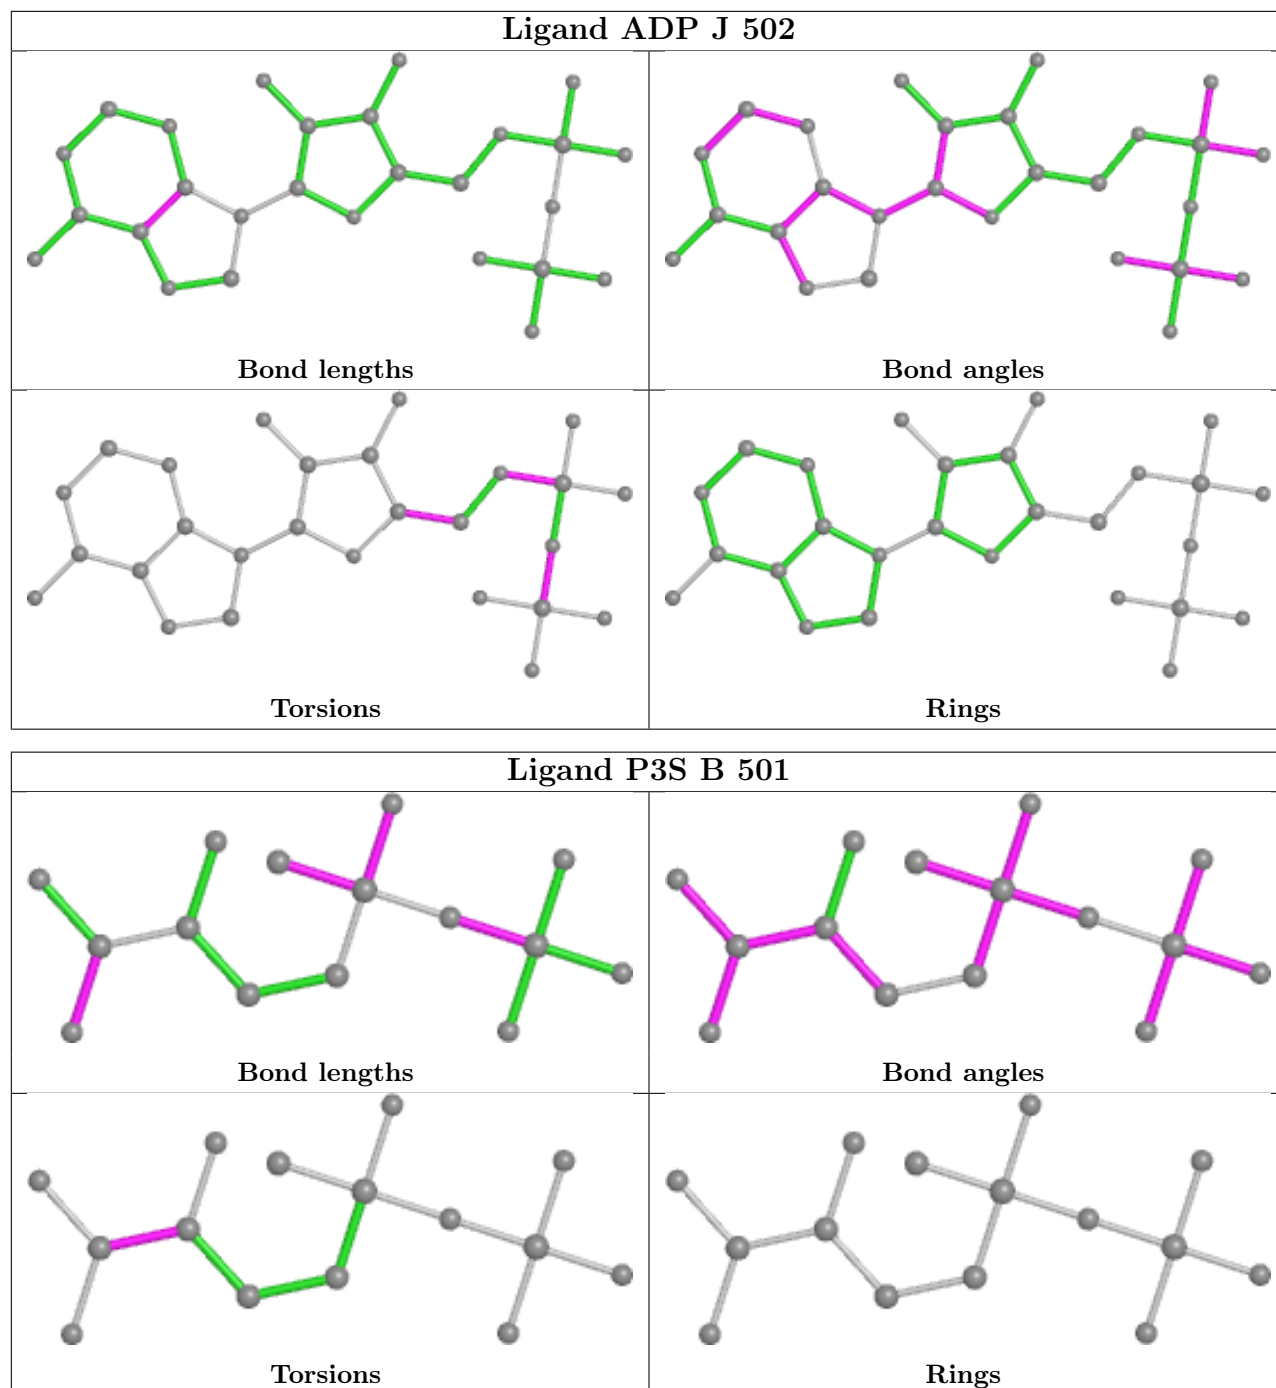 Ligand ADP J 502
Bond lengths
Bond angles
Torsions
Rings
Ligand P3S B 501
Bond lengths
Bond angles
Torsions
Rings